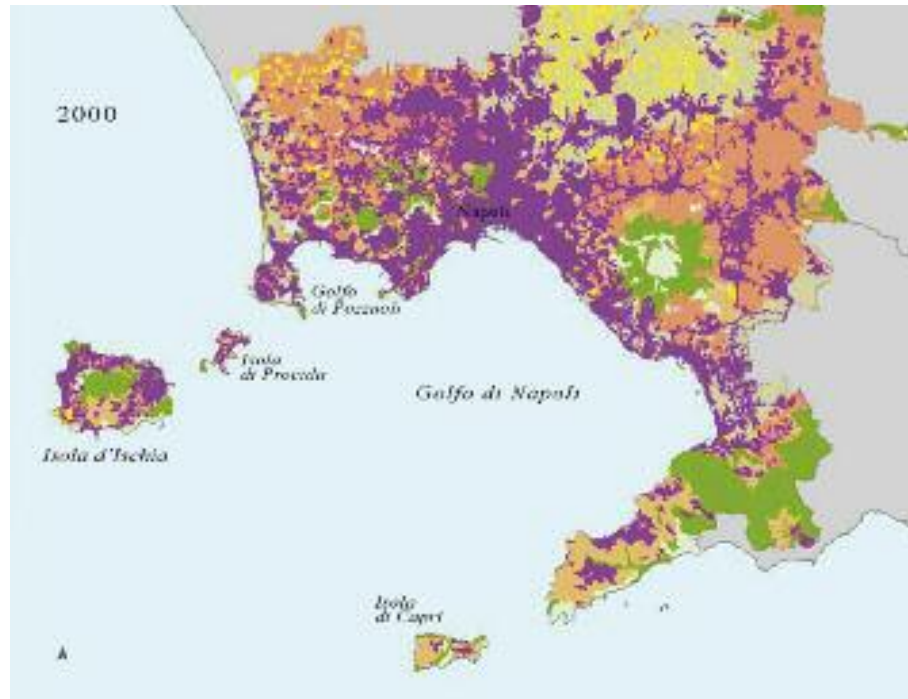 2000
Napoli
Golfo
di Pozzuoli
Isola
di Procida
Golfo di Napoli
Isola d'Ischia
Isola
di Capri
A